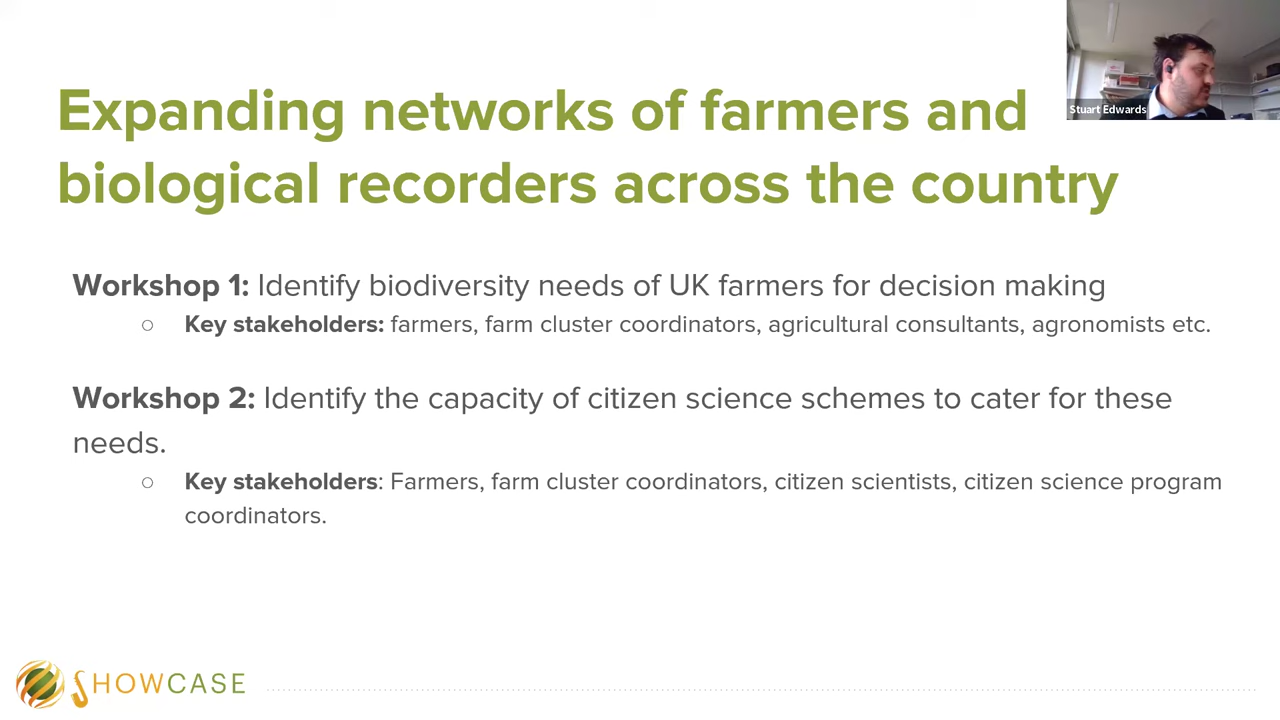 Expanding networks of farmers and
biological recorders across the country
Stuart Edwards
Workshop 1: Identify biodiversity needs of UK farmers for decision making
○ Key stakeholders: farmers, farm cluster coordinators, agricultural consultants, agronomists etc.
Workshop 2: Identify the capacity of citizen science schemes to cater for these
needs.
○ Key stakeholders: Farmers, farm cluster coordinators, citizen scientists, citizen science program
coordinators.
SHOWCASE